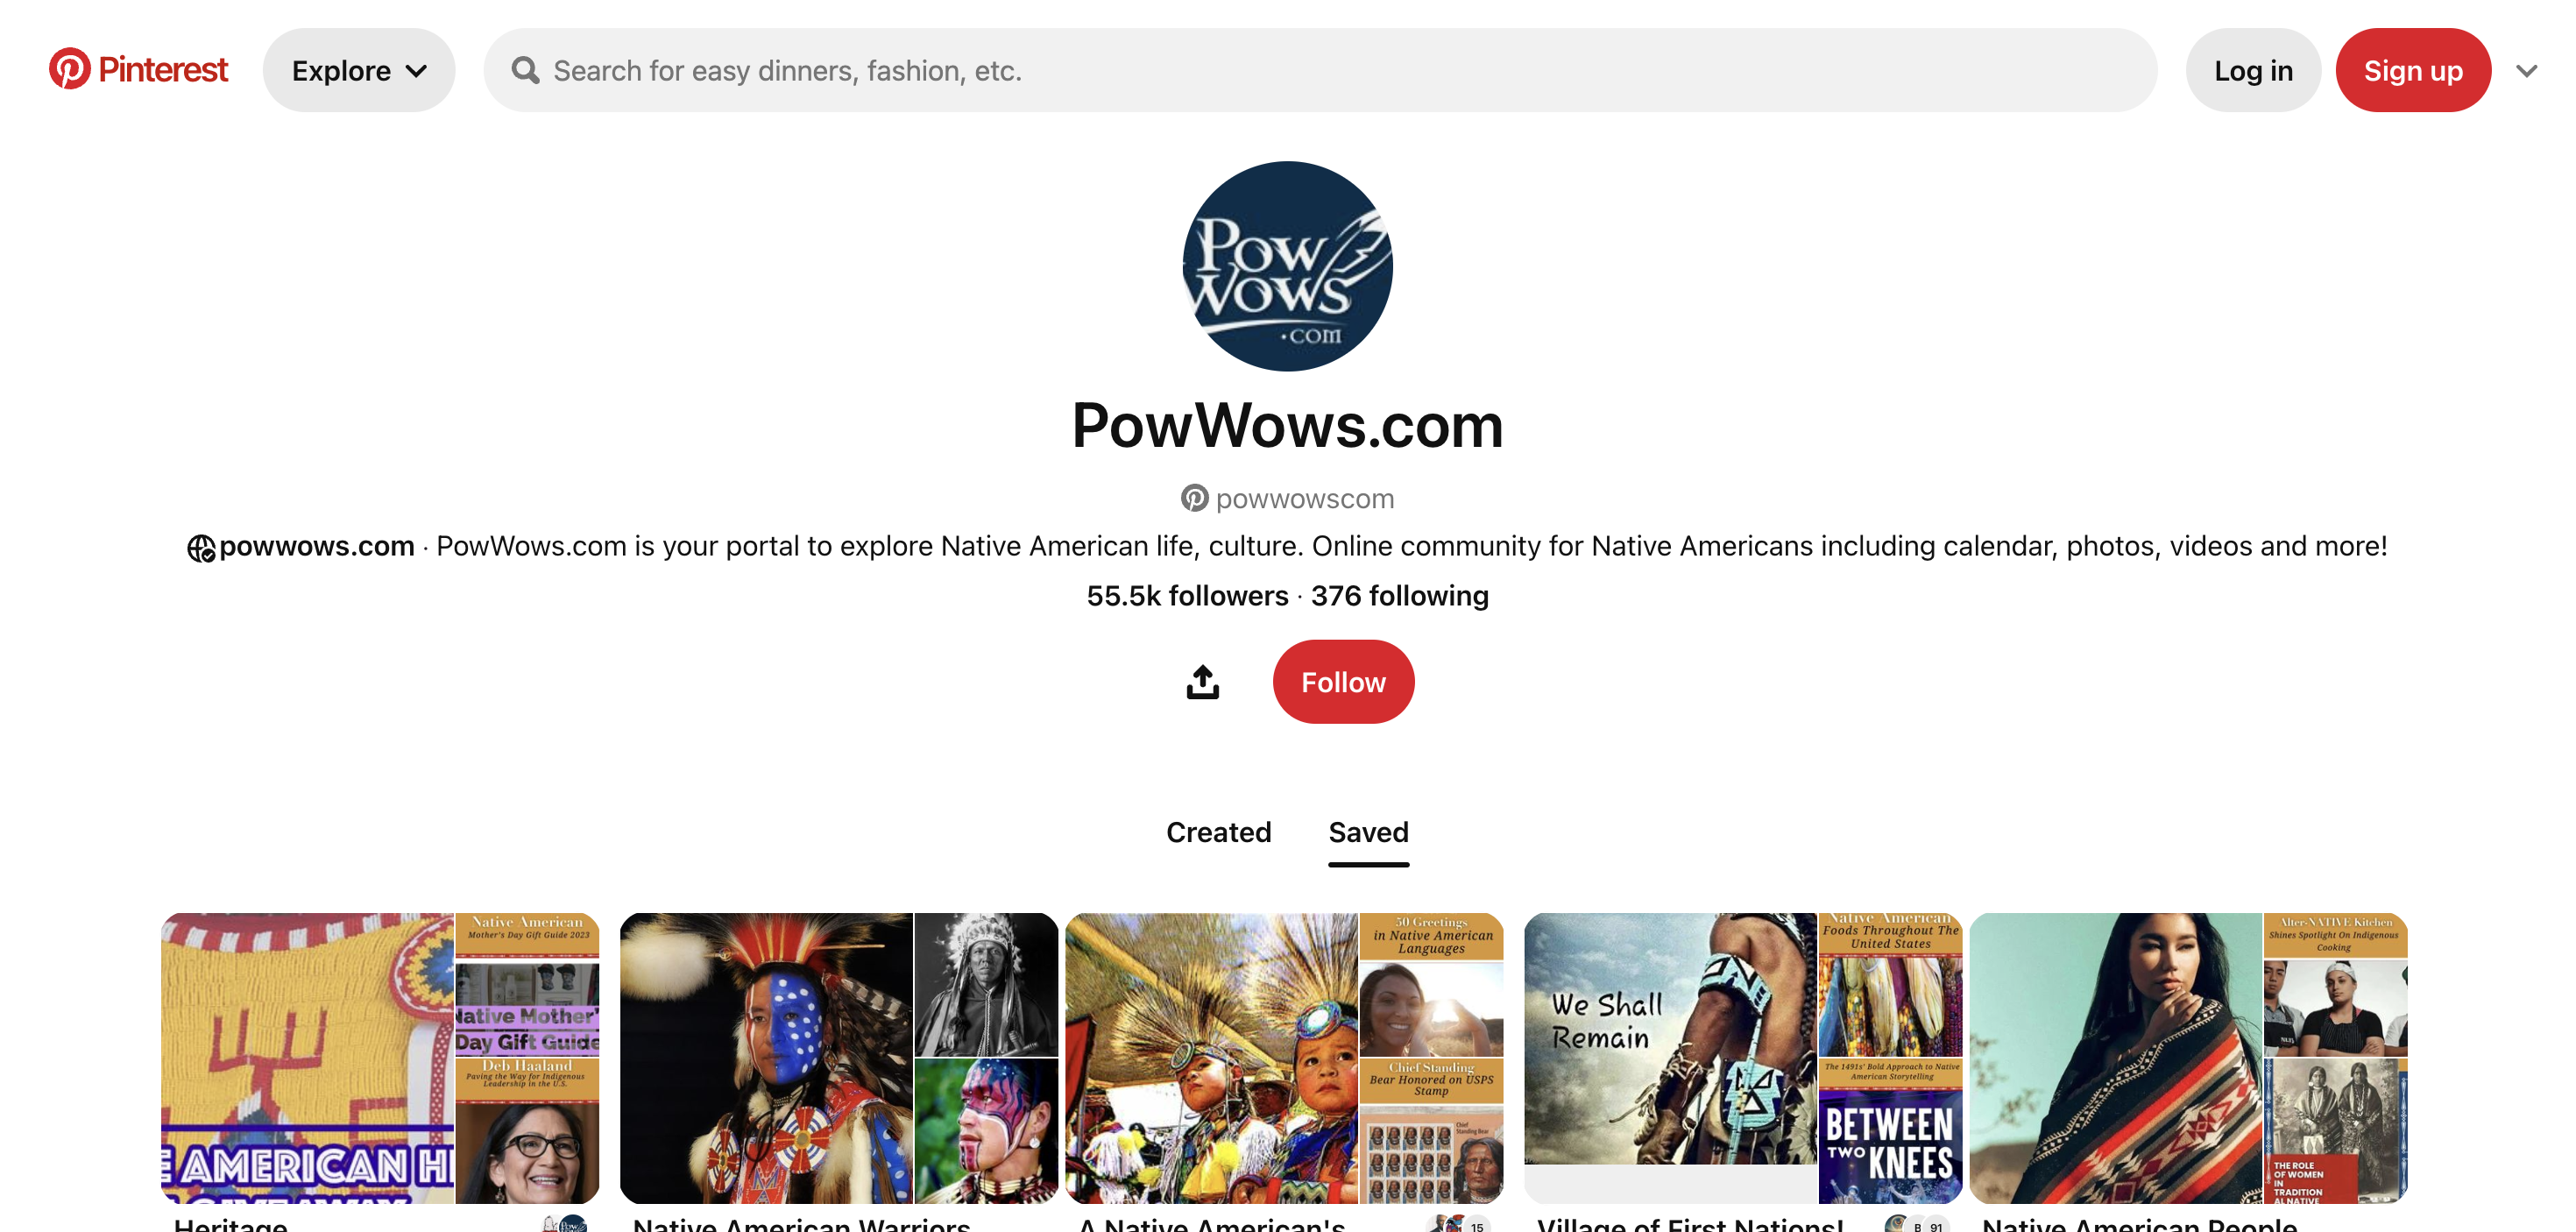 Pinterest
Explore
Search for easy dinners, fashion, etc.
Log in
Sign up
POW
WOWS
.COM
PowWows.com
powwowscom
powwows.com · PowWows.com is your portal to explore Native American life, culture. Online community for Native Americans including calendar, photos, videos and more!
55.5k followers · 376 following
Follow
Created
Saved
E AMERICAN H
Native American
Mother's Day Gift Guide 2023
Native Mother'
Day Gift Guide
Deb Haaland
Paving the Way for Indigenous
Leadership in the U.S.
Heritage
Native American Warriors
50 Greetings
in Native American
Languages
Chief Standing
Bear Honored on USPS
Stamp
Chief
Standing Bear
A Native American's
15
We Shall
Remain
Native American
Foods Throughout The
United States
The 1491s' Bold Approach to Native
American Storytelling
BETWEEN
TWO KNEES
Village of First Nations!
B
91
Alter-NATIVE Kitchen
Shines Spotlight On Indigenous
Cooking
THE ROLE
OF WOMEN
IN
TRADITION
AL NATIVE
Native American People